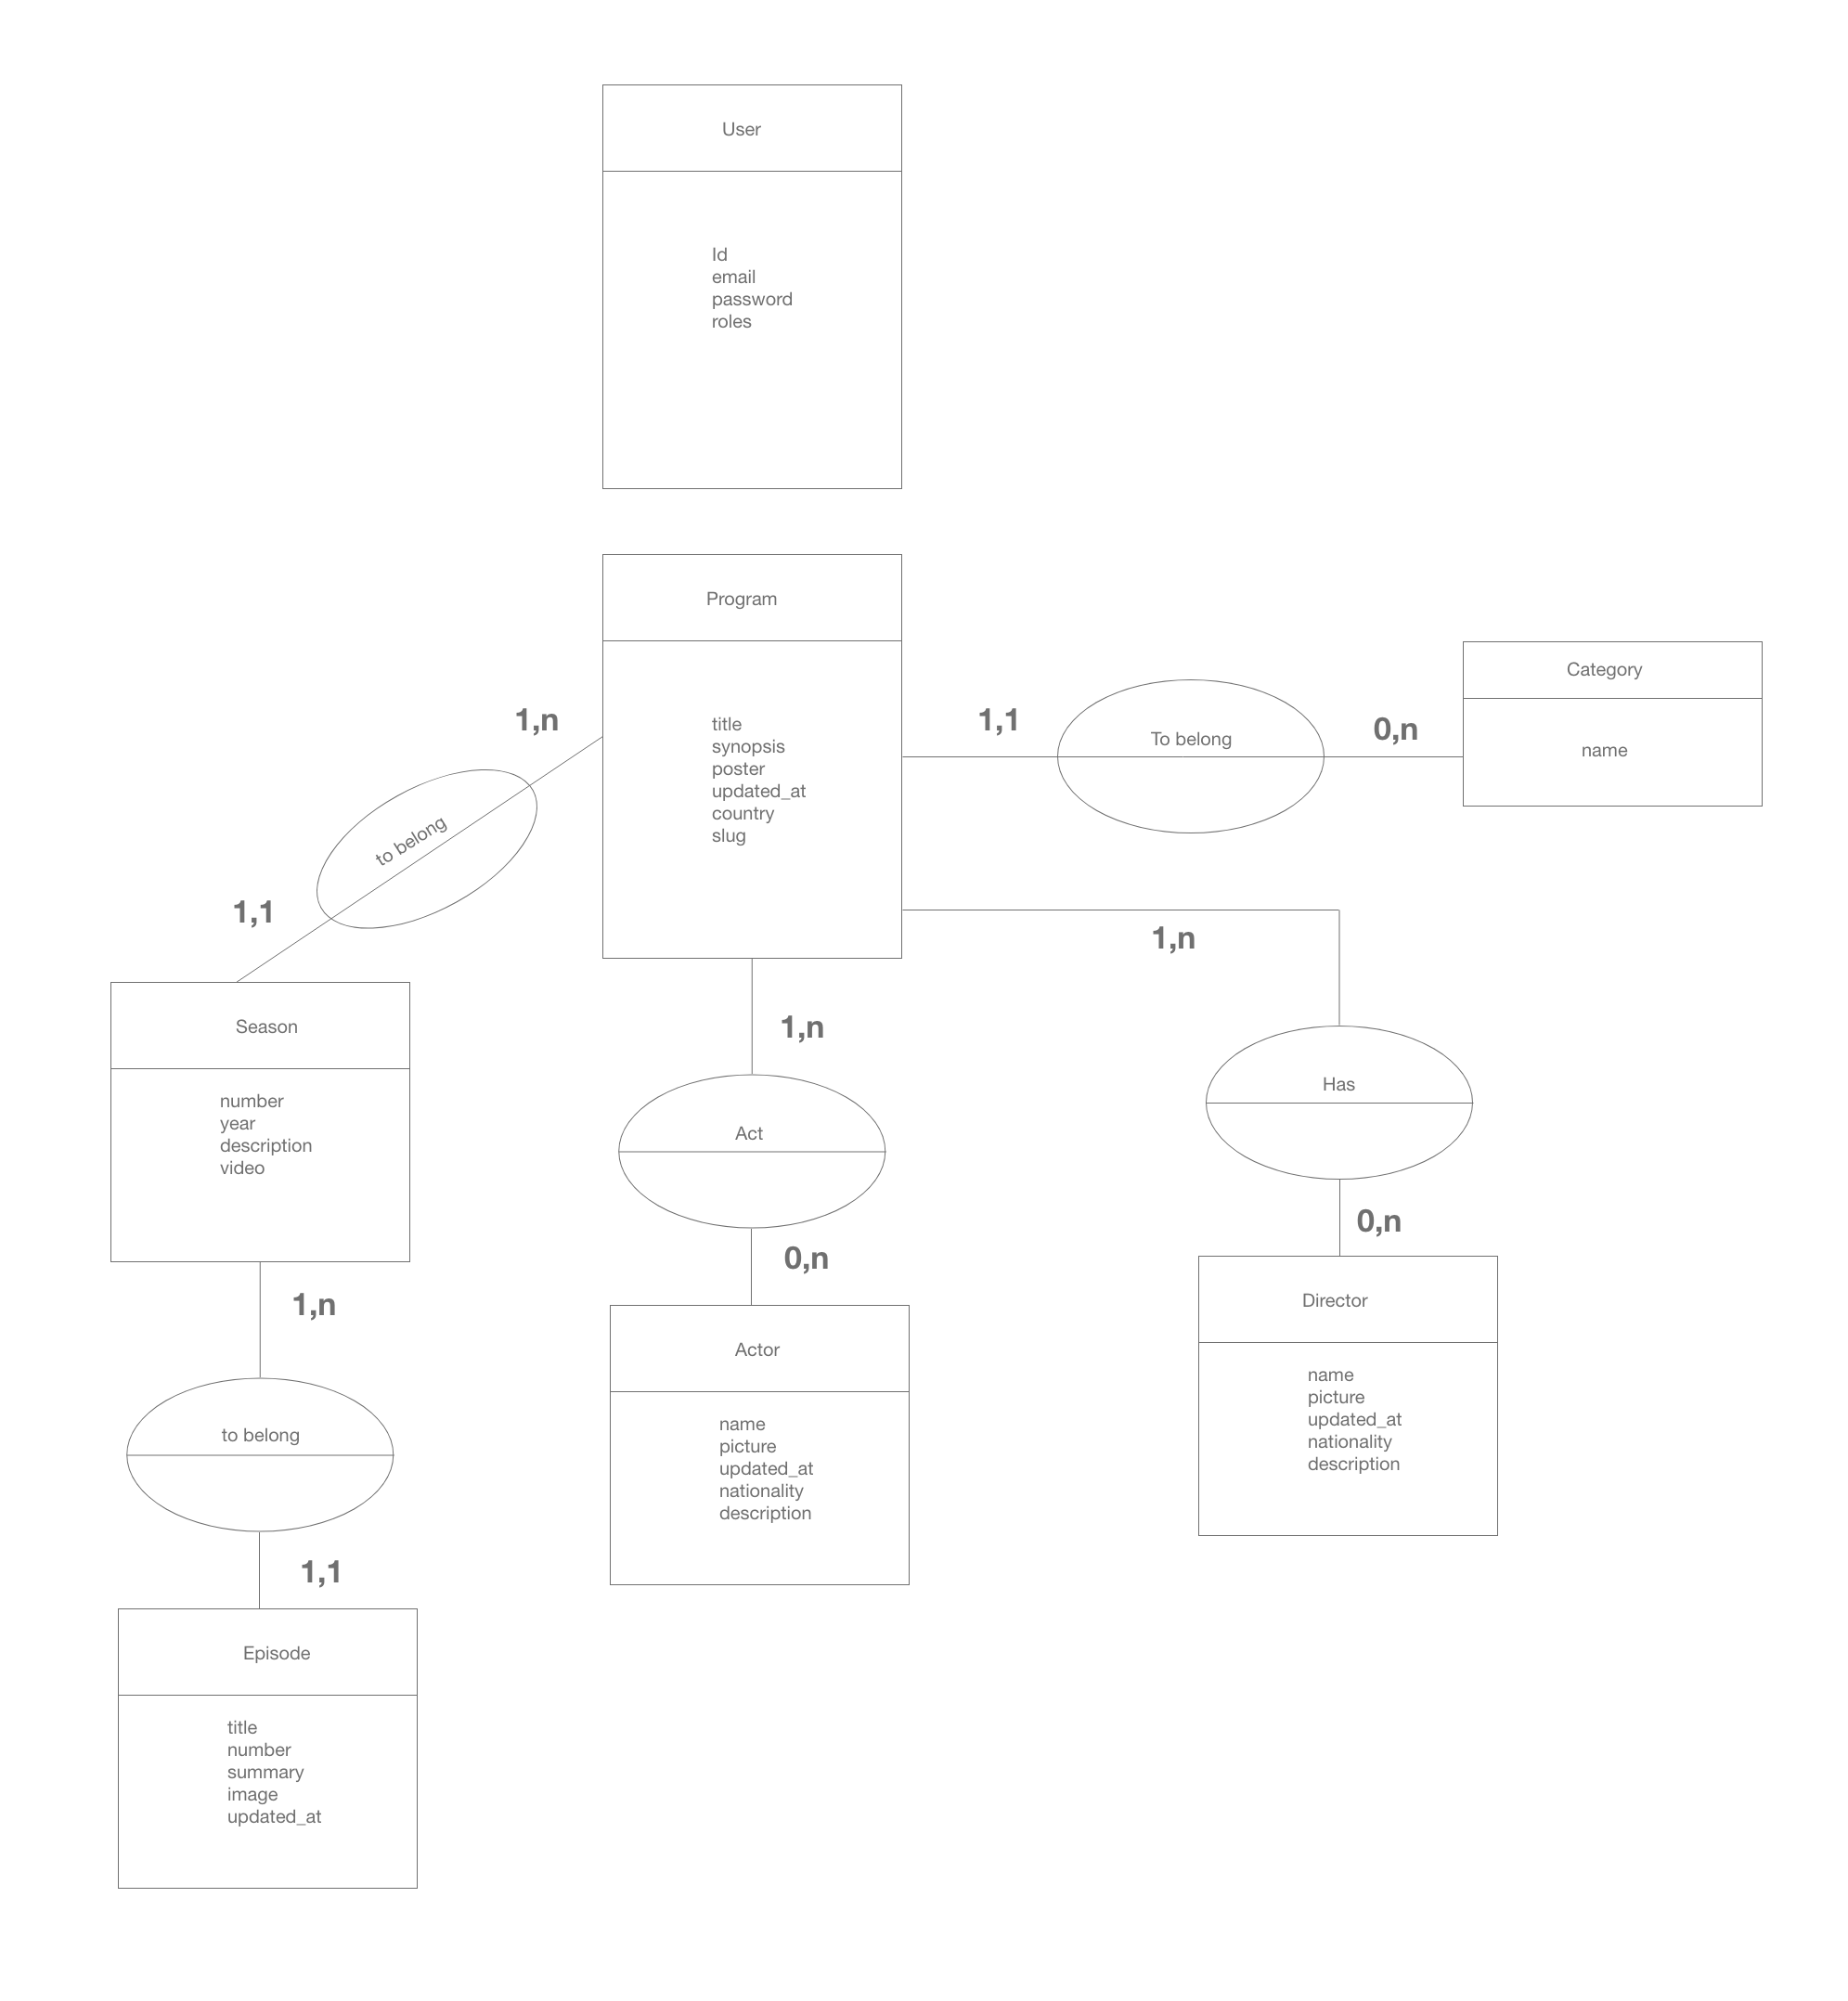 User
Id
email
password
roles
Program
title
synopsis
poster
updated_at
country
slug
1,n
to belong
1,1
1,1
To belong
0,n
Category
name
Season
number
year
description
video
1,n
to belong
1,1
Episode
title
number
summary
image
updated_at
1,n
Act
0,n
Actor
name
picture
updated_at
nationality
description
1,n
Has
0,n
Director
name
picture
updated_at
nationality
description